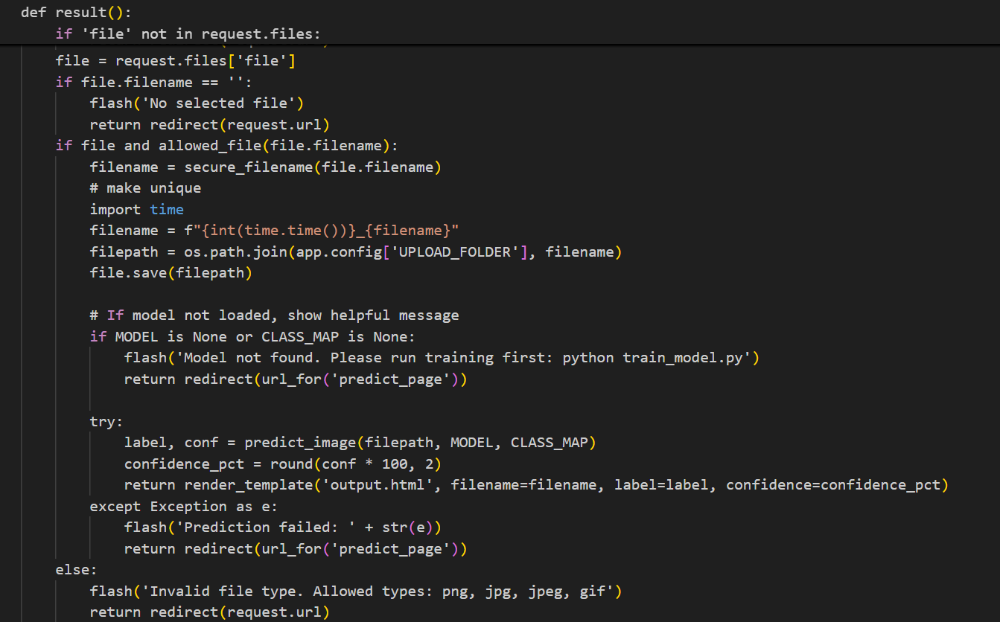 def result():
    if 'file' not in request.files:
    file = request.files['file']
    if file.filename == '':
        flash('No selected file')
        return redirect(request.url)
    if file and allowed_file(file.filename):
        filename = secure_filename(file.filename)
        # make unique
        import time
        filename = f"{int(time.time())}_{filename}"
        filepath = os.path.join(app.config['UPLOAD_FOLDER'], filename)
        file.save(filepath)

        # If model not loaded, show helpful message
        if MODEL is None or CLASS_MAP is None:
            flash('Model not found. Please run training first: python train_model.py')
            return redirect(url_for('predict_page'))

        try:
            label, conf = predict_image(filepath, MODEL, CLASS_MAP)
            confidence_pct = round(conf * 100, 2)
            return render_template('output.html', filename=filename, label=label, confidence=confidence_pct)
        except Exception as e:
            flash('Prediction failed: ' + str(e))
            return redirect(url_for('predict_page'))
    else:
        flash('Invalid file type. Allowed types: png, jpg, jpeg, gif')
        return redirect(request.url)